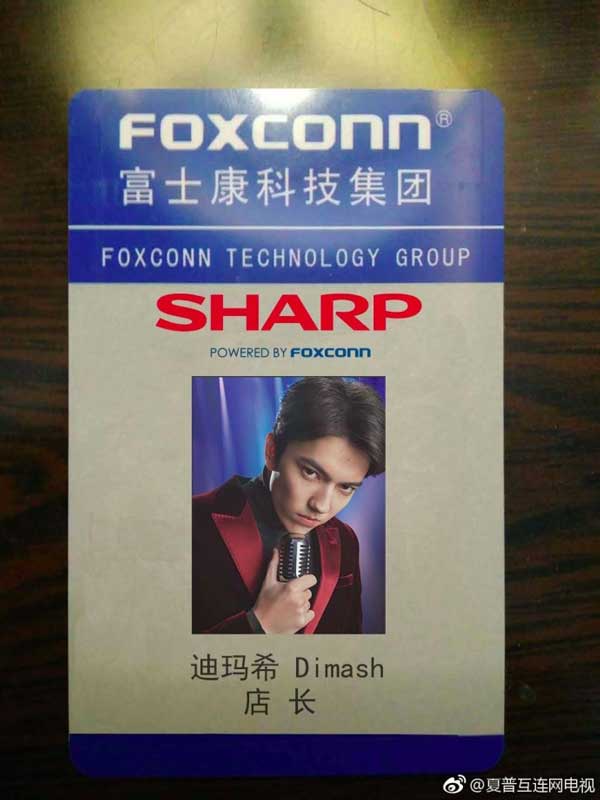 FOXCONN®
富士康科技集团
FOXCONN TECHNOLOGY GROUP
SHARP
POWERED BY FOXCONN
迪玛希 Dimash
店 长
@夏普互连网电视